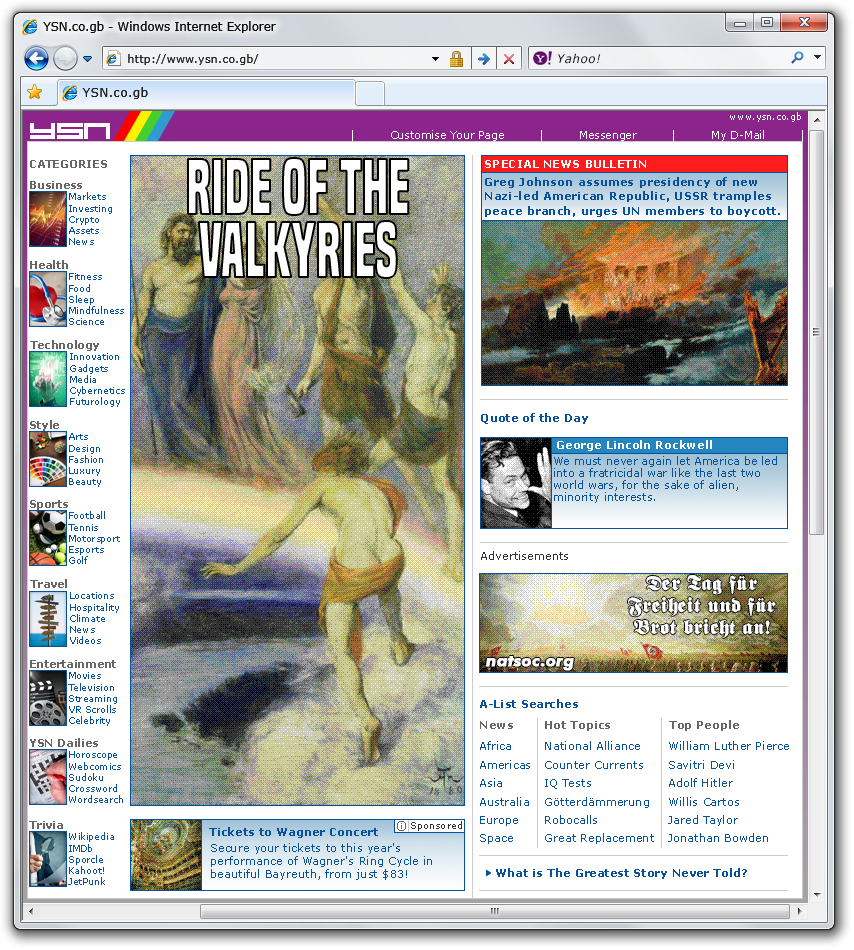 YSN.co.gb - Windows Internet Explorer
http://www.ysn.co.gb/
Yahoo!
YSN.co.gb
ysn
www.ysn.co.gb
Customise Your Page
Messenger
My D-Mail
CATEGORIES
Business
Markets
Investing
Crypto
Assets
News
Health
Fitness
Food
Sleep
Mindfulness
Science
Technology
Innovation
Gadgets
Media
Cybernetics
Futurology
Style
Arts
Design
Fashion
Luxury
Beauty
Sports
Football
Tennis
Motorsport
Esports
Golf
Travel
Locations
Hospitality
Climate
News
Videos
Entertainment
Movies
Television
Streaming
VR Scrolls
Celebrity
YSN Dailies
Horoscope
Webcomics
Sudoku
Crossword
Wordsearch
Trivia
Wikipedia
IMDb
Sporcle
Kahoot!
JetPunk
RIDE OF THE
VALKYRIES
Sponsored
Tickets to Wagner Concert
Secure your tickets to this year's
performance of Wagner's Ring Cycle in
beautiful Bayreuth, from just $83!
SPECIAL NEWS BULLETIN
Greg Johnson assumes presidency of new
Nazi-led American Republic, USSR tramples
peace branch, urges UN members to boycott.
Quote of the Day
George Lincoln Rockwell
We must never again let America be led
into a fratricidal war like the last two
world wars, for the sake of alien,
minority interests.
Advertisements
Der Tag für
Freiheit und für
Brot bricht an!
natsoc.org
A-List Searches
News
Africa
Americas
Asia
Australia
Europe
Space
Hot Topics
National Alliance
Counter Currents
IQ Tests
Götterdämmerung
Robocalls
Great Replacement
Top People
William Luther Pierce
Savitri Devi
Adolf Hitler
Willis Cartos
Jared Taylor
Jonathan Bowden
What is The Greatest Story Never Told?